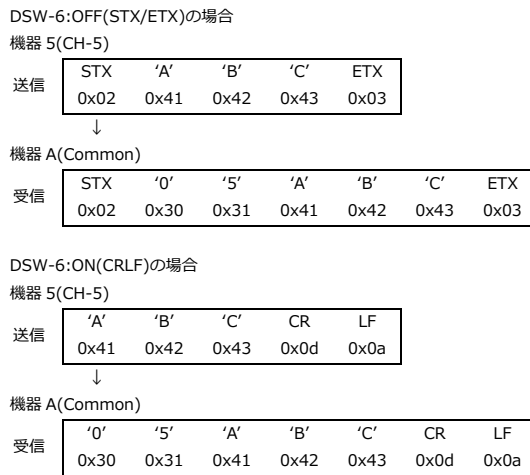 DSW-6:OFF(STX/ETX)の場合
機器 5(CH-5)
送信
STX ‘A’ ‘B’ ‘C’ ETX
0x02 0x41 0x42 0x43 0x03
↓
機器 A(Common)
受信
STX ‘0’ ‘5’ ‘A’ ‘B’ ‘C’ ETX
0x02 0x30 0x31 0x41 0x42 0x43 0x03
DSW-6:ON(CRLF)の場合
機器 5(CH-5)
送信
‘A’ ‘B’ ‘C’ CR LF
0x41 0x42 0x43 0x0d 0x0a
↓
機器 A(Common)
受信
‘0’ ‘5’ ‘A’ ‘B’ ‘C’ CR LF
0x30 0x31 0x41 0x42 0x43 0x0d 0x0a